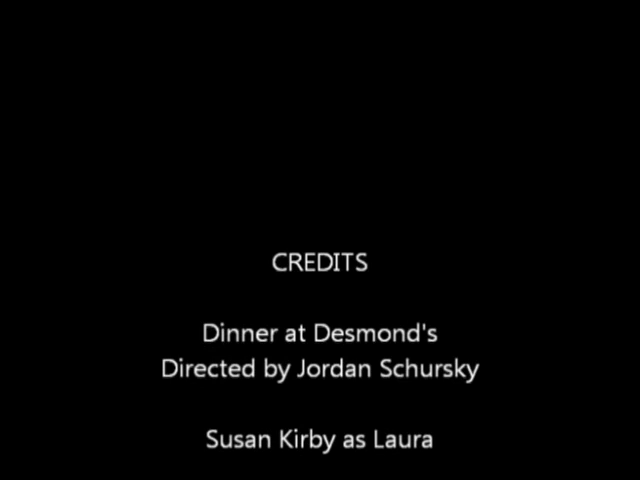 CREDITS
Dinner at Desmond's
Directed by Jordan Schursky
Susan Kirby as Laura